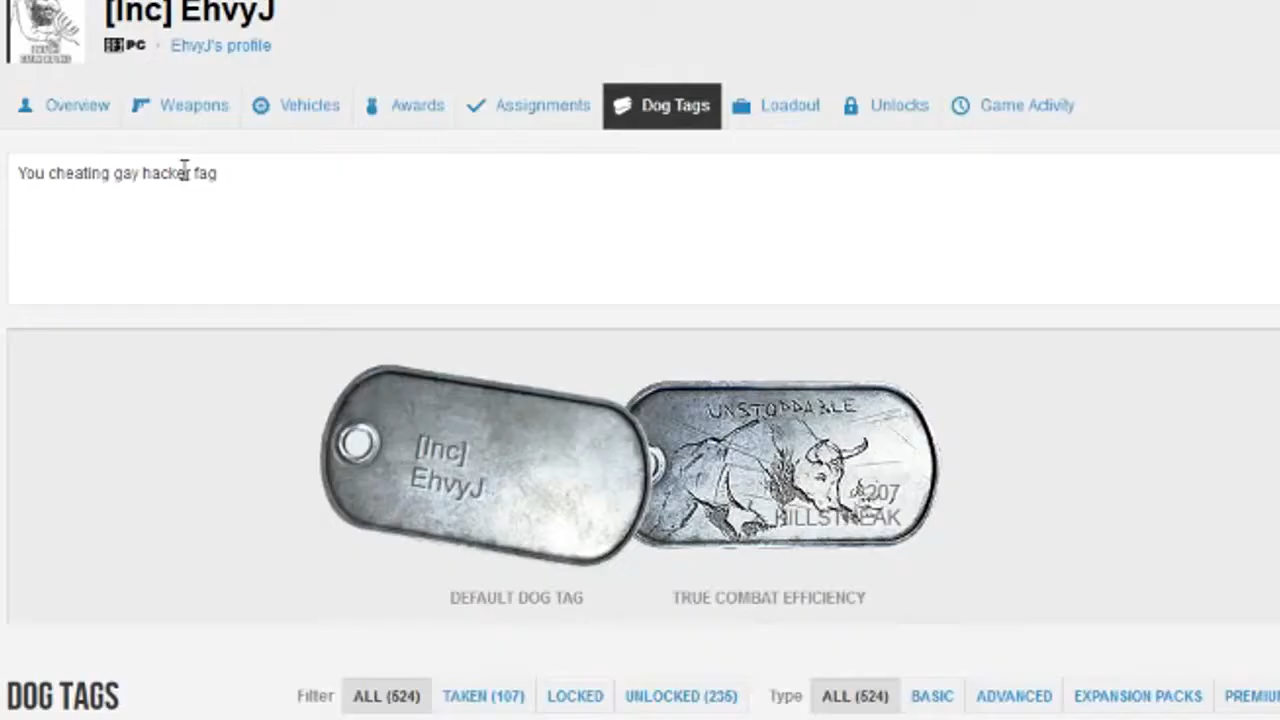 [Inc] EhvyJ
PC · EhvyJ's profile
Overview Weapons Vehicles Awards Assignments Dog Tags Loadout Unlocks Game Activity
You cheating gay hacker fag
UNSTOPPABLE
[Inc]
EhvyJ
207
KILLSTREAK
DEFAULT DOG TAG TRUE COMBAT EFFICIENCY
DOG TAGS Filter ALL (524) TAKEN (107) LOCKED UNLOCKED (235) Type ALL (524) BASIC ADVANCED EXPANSION PACKS PREMIU